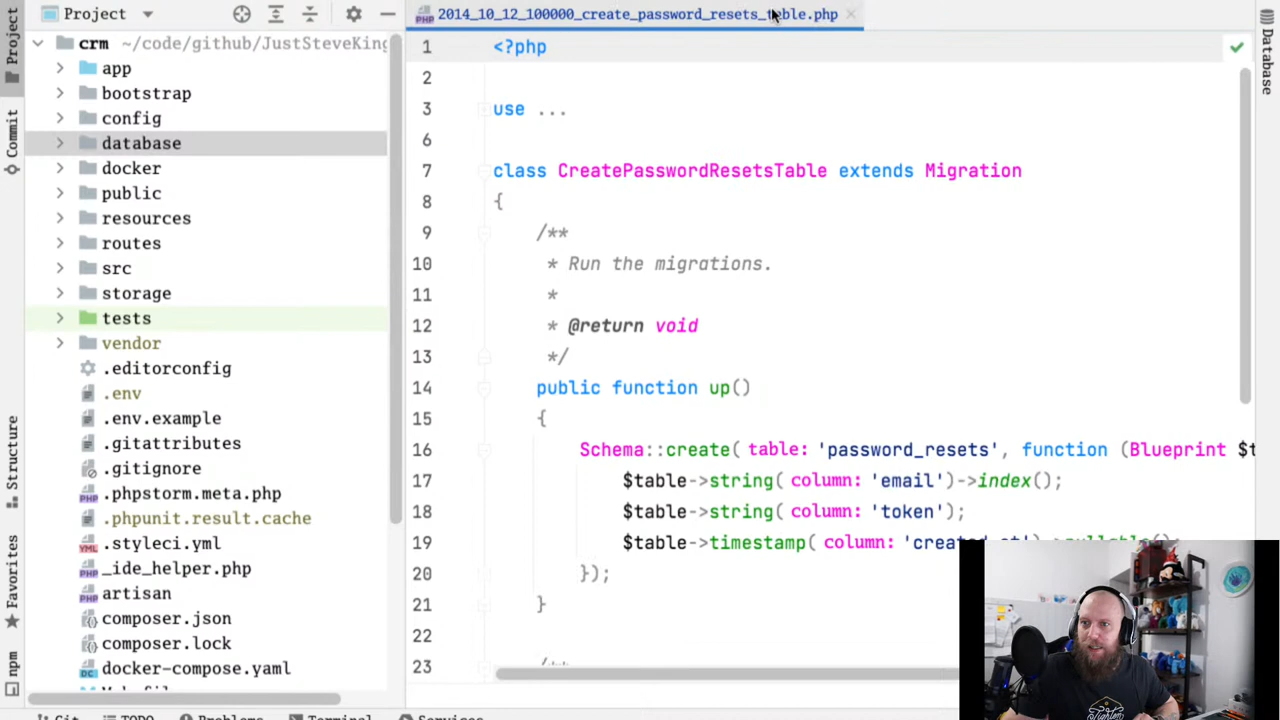 Project
2014_10_12_100000_create_password_resets_table.php
Project
Commit
Structure
Favorites
npm
crm ~/code/github/JustSteveKing
app
bootstrap
config
database
docker
public
resources
routes
src
storage
tests
vendor
.editorconfig
.env
.env.example
.gitattributes
.gitignore
.phpstorm.meta.php
.phpunit.result.cache
.styleci.yml
_ide_helper.php
artisan
composer.json
composer.lock
docker-compose.yaml
1 <?php
2
3 use ...
6
7 class CreatePasswordResetsTable extends Migration
8 {
9 /**
10 * Run the migrations.
11 *
12 * @return void
13 */
14 public function up()
15 {
16 Schema::create( table: 'password_resets', function (Blueprint $t
17 $table->string( column: 'email')->index();
18 $table->string( column: 'token');
19 $table->timestamp( column: 'created_at')->nullable();
20 });
21 }
22
23 /**
Database
Git TODO Problems Terminal Services